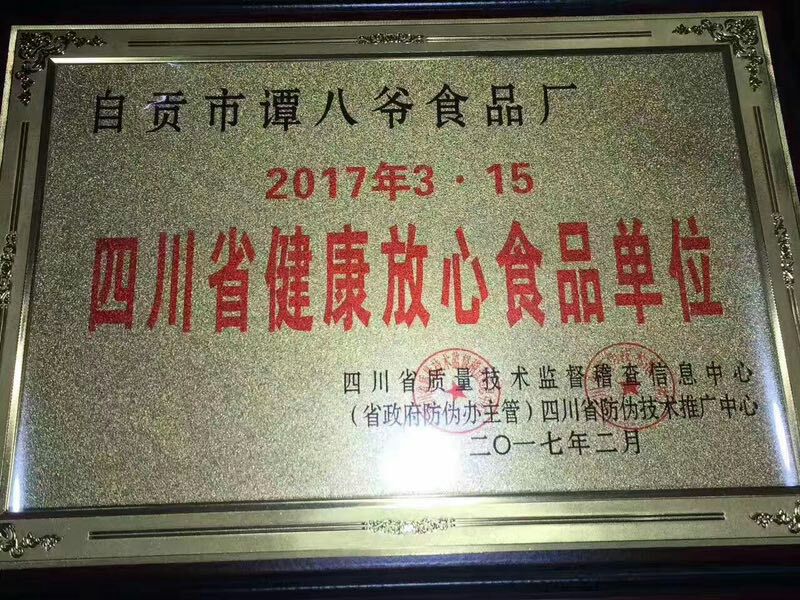 自贡市谭八爷食品厂
2017年3·15
四川省健康放心食品单位
四川省质量技术监督稽查信息中心
（省政府防伪办主管）四川省防伪技术推广中心
二〇一七年二月